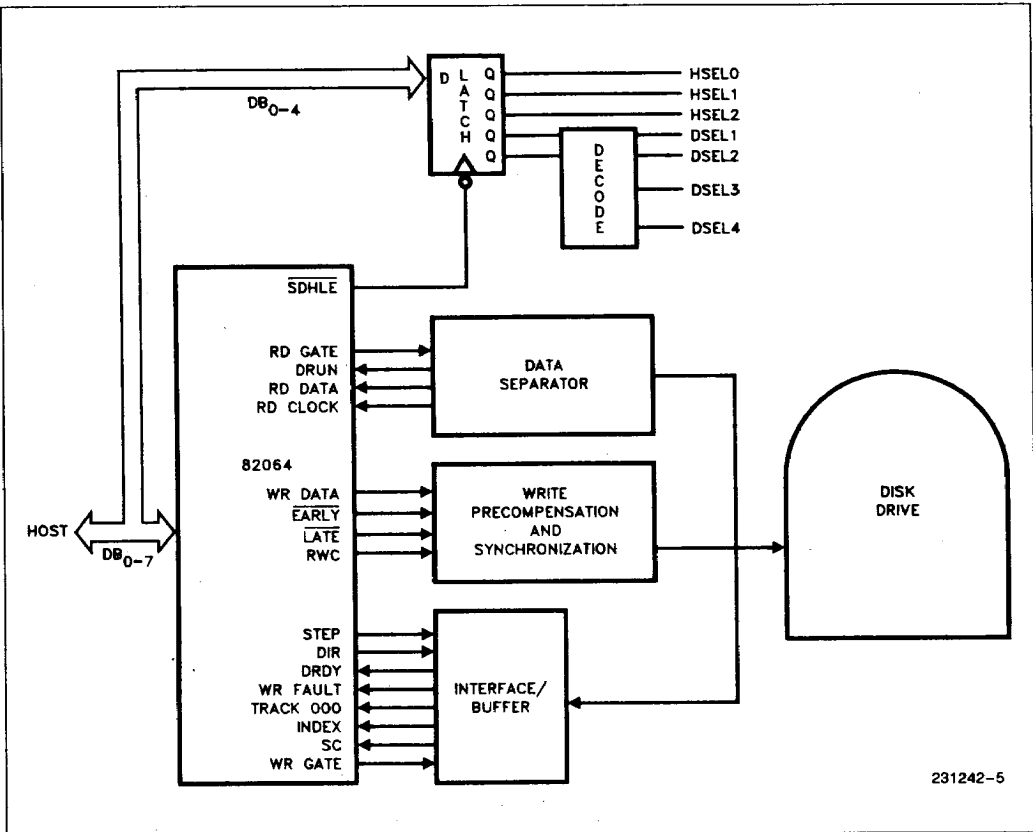 D LATCH Q HSEL0
Q HSEL1
Q HSEL2
Q DSEL1
Q DSEL2
DECODE
DSEL3
DSEL4
DB0-4
SDHLE
RD GATE
DRUN
RD DATA
RD CLOCK
DATA
SEPARATOR
82064
WR DATA
EARLY
LATE
RWC
WRITE
PRECOMPENSATION
AND
SYNCHRONIZATION
DISK
DRIVE
HOST
DB0-7
STEP
DIR
DRDY
WR FAULT
TRACK 000
INDEX
SC
WR GATE
INTERFACE/
BUFFER
231242-5